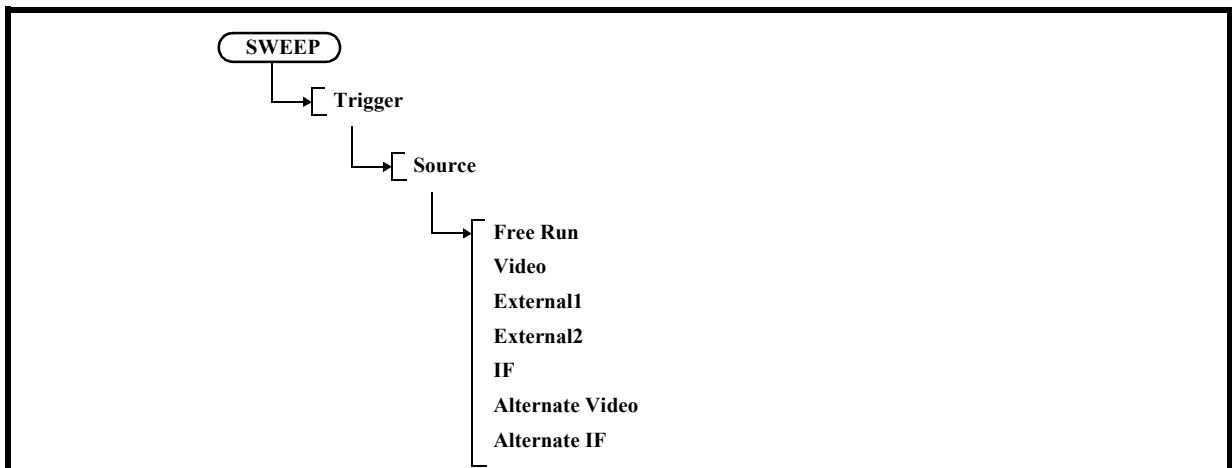 SWEEP
Trigger
Source
Free Run
Video
External1
External2
IF
Alternate Video
Alternate IF